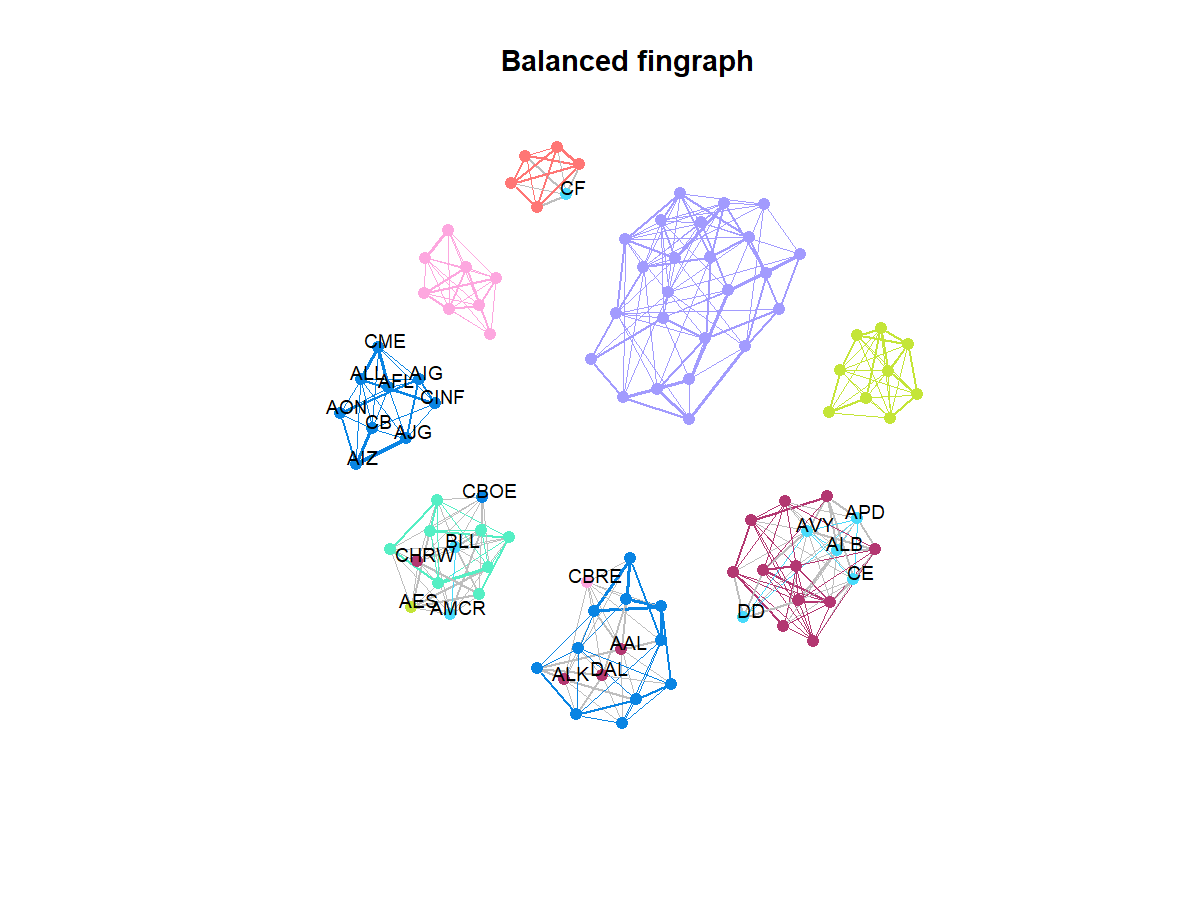 Balanced fingraph
CF
CME
ALL
AFL
AIG
CINF
AON
CB
AJG
AIZ
CBOE
BLL
CHRW
AES
AMCR
CBRE
AAL
ALK
DAL
APD
AVY
ALB
CE
DD